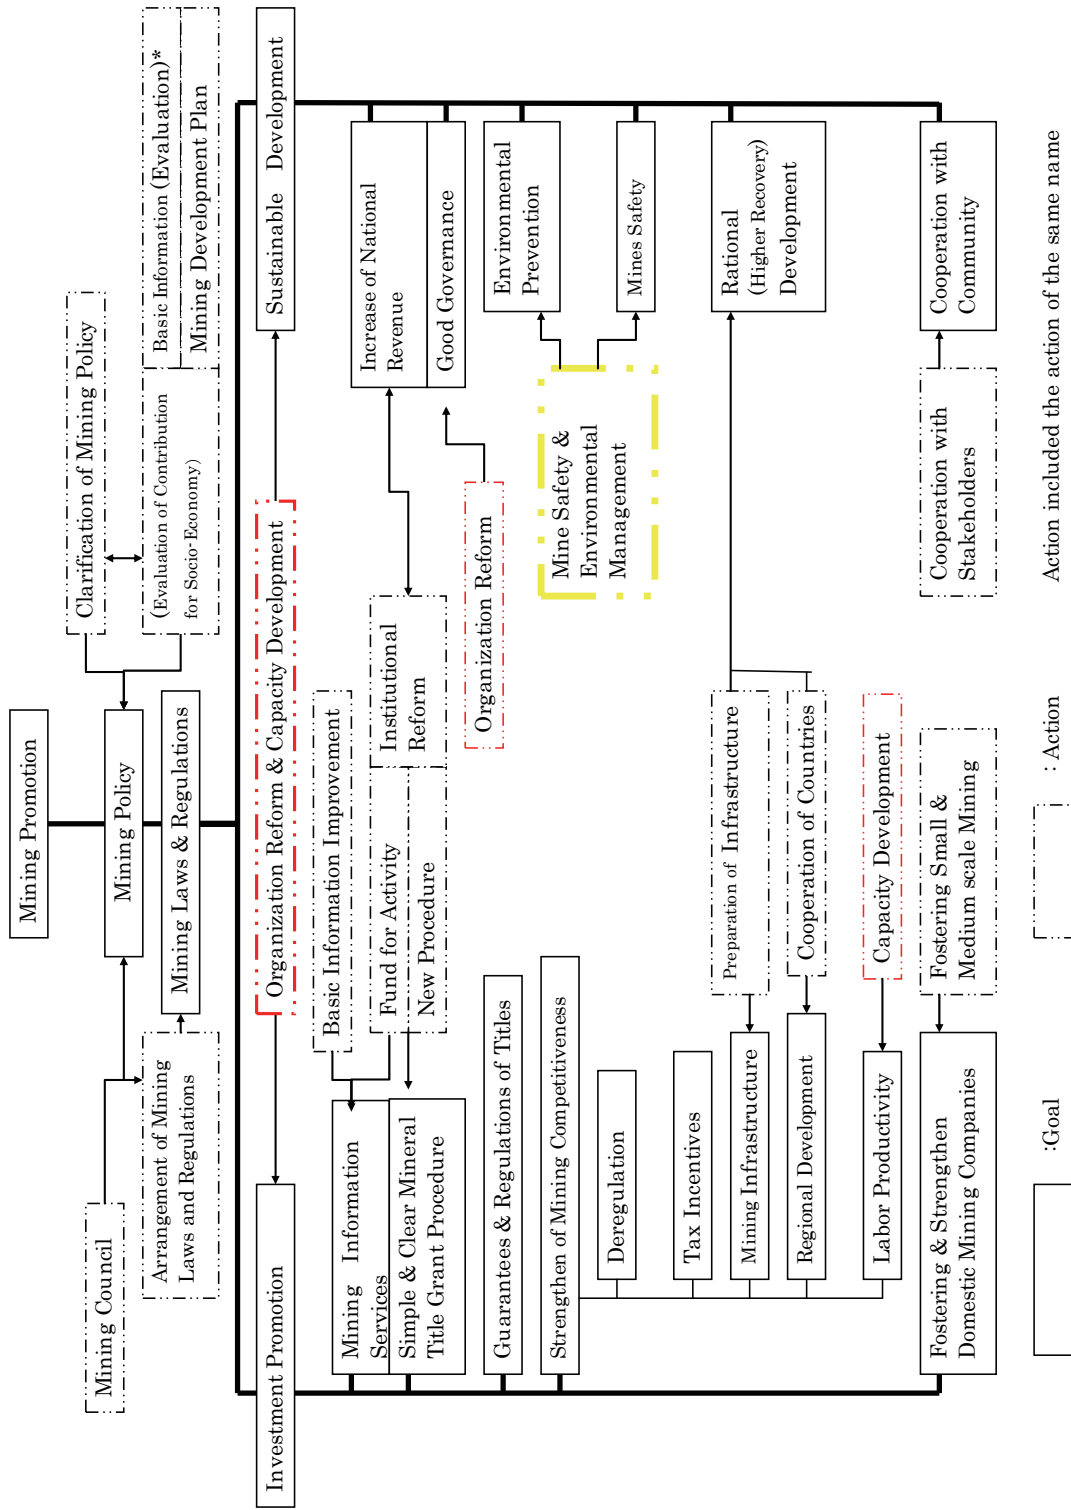 Mining Promotion
Mining Council
Clarification of Mining Policy
Mining Policy
Arrangement of Mining
Laws and Regulations
Mining Laws & Regulations
(Evaluation of Contribution
for Socio-Economy)
Basic Information (Evaluation)*
Mining Development Plan
Investment Promotion
Organization Reform & Capacity Development
Sustainable Development
Basic Information Improvement
Mining Information
Services
Simple & Clear Mineral
Title Grant Procedure
Fund for Activity
New Procedure
Institutional
Reform
Increase of National
Revenue
Good Governance
Organization Reform
Guarantees & Regulations of Titles
Environmental
Prevention
Strengthen of Mining Competitiveness
Mine Safety &
Environmental
Management
Deregulation
Mines Safety
Tax Incentives
Mining Infrastructure
Preparation of Infrastructure
Rational
(Higher Recovery)
Development
Regional Development
Cooperation of Countries
Labor Productivity
Capacity Development
Fostering & Strengthen
Domestic Mining Companies
Fostering Small &
Medium scale Mining
Cooperation with
Stakeholders
Cooperation with
Community
:Goal
: Action
Action included the action of the same name